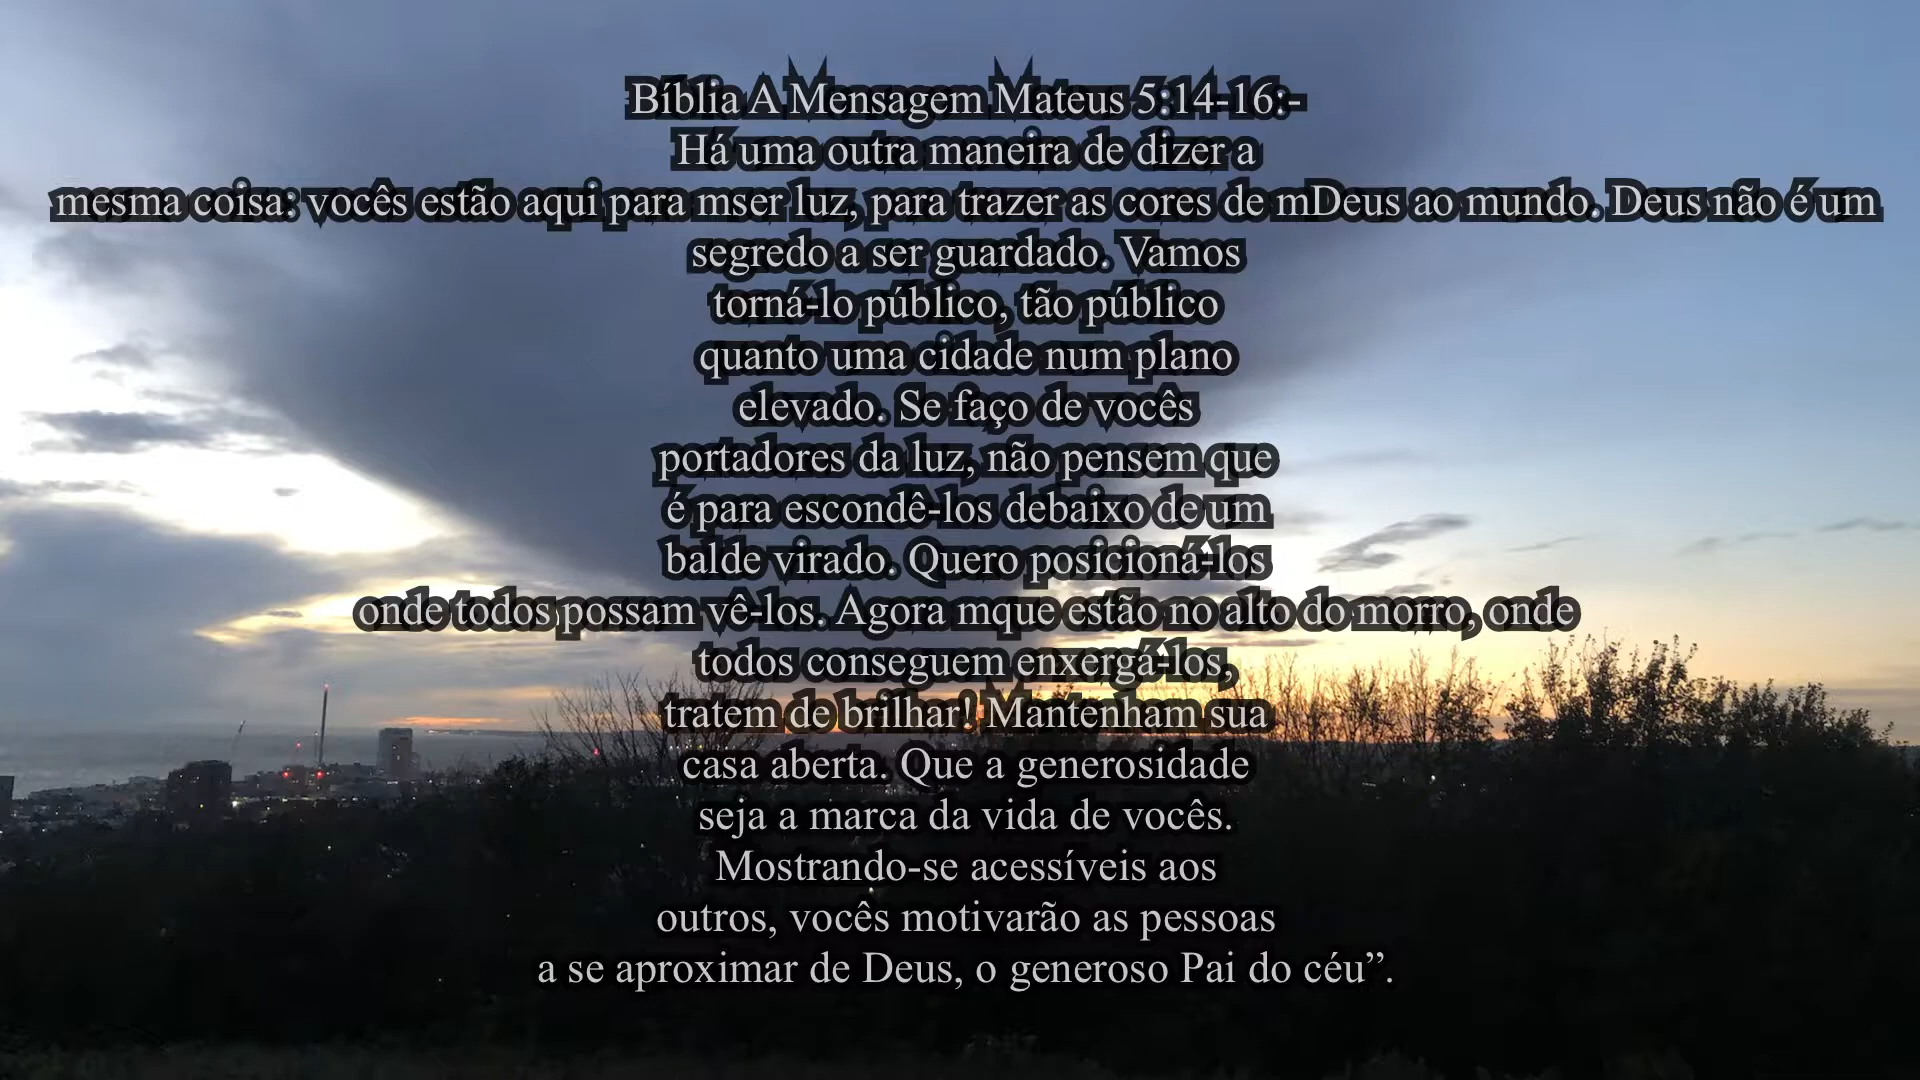 Bíblia A Mensagem Mateus 5:14-16:-
Há uma outra maneira de dizer a
mesma coisa: vocês estão aqui para mser luz, para trazer as cores de mDeus ao mundo. Deus não é um
segredo a ser guardado. Vamos
torná-lo público, tão público
quanto uma cidade num plano
elevado. Se faço de vocês
portadores da luz, não pensem que
é para escondê-los debaixo de um
balde virado. Quero posicioná-los
onde todos possam vê-los. Agora mque estão no alto do morro, onde
todos conseguem enxergá-los,
tratem de brilhar! Mantenham sua
casa aberta. Que a generosidade
seja a marca da vida de vocês.
Mostrando-se acessíveis aos
outros, vocês motivarão as pessoas
a se aproximar de Deus, o generoso Pai do céu”.